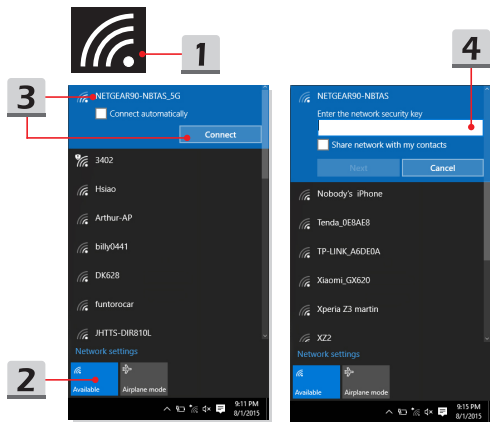 1
3
NETGEAR90-NBTAS_5G
Connect automatically
Connect
3402
Hsiao
Arthur-AP
billy0441
DK628
funtorocar
JHTTS-DIR810L
Network settings
2
Available
Airplane mode
9:11 PM
8/1/2015
4
NETGEAR90-NBTAS
Enter the network security key
Share network with my contacts
Next
Cancel
Nobody's iPhone
Tenda_0E8AE8
TP-LINK_A6DE0A
Xiaomi_GX620
Xperia Z3 martin
XZ2
Network settings
Available
Airplane mode
9:15 PM
8/1/2015